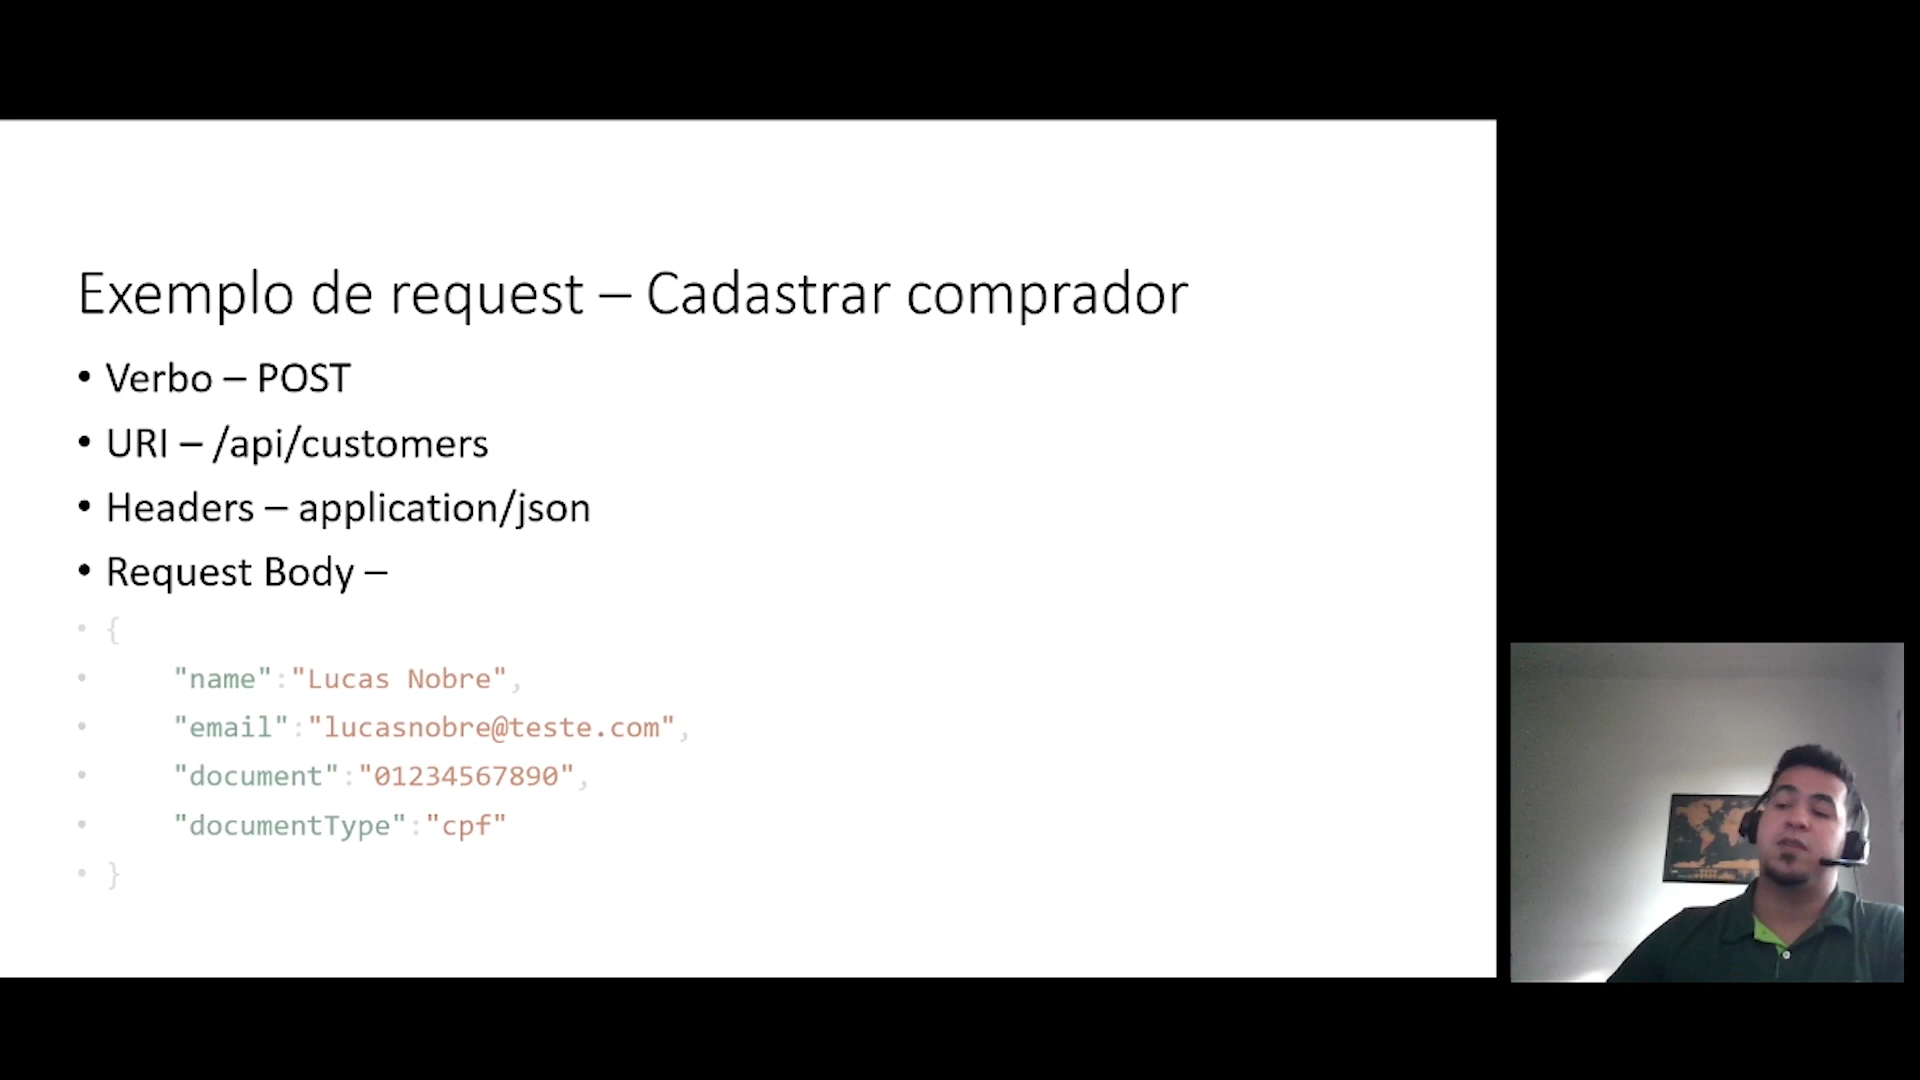 Exemplo de request – Cadastrar comprador
• Verbo – POST
• URI – /api/customers
• Headers – application/json
• Request Body –
• {
• "name":"Lucas Nobre",
• "email":"lucasnobre@teste.com",
• "document":"01234567890",
• "documentType":"cpf"
• }